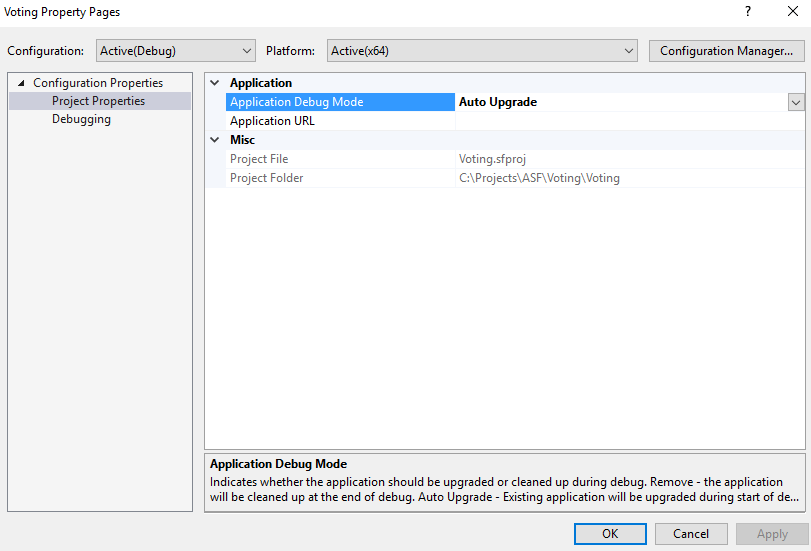 Voting Property Pages
?
Configuration: Active(Debug) Platform: Active(x64) Configuration Manager...
Configuration Properties
Project Properties
Debugging
Application
Application Debug Mode Auto Upgrade
Application URL
Misc
Project File Voting.sfproj
Project Folder C:\Projects\ASF\Voting\Voting
Application Debug Mode
Indicates whether the application should be upgraded or cleaned up during debug. Remove - the application
will be cleaned up at the end of debug. Auto Upgrade - Existing application will be upgraded during start of de...
OK Cancel Apply